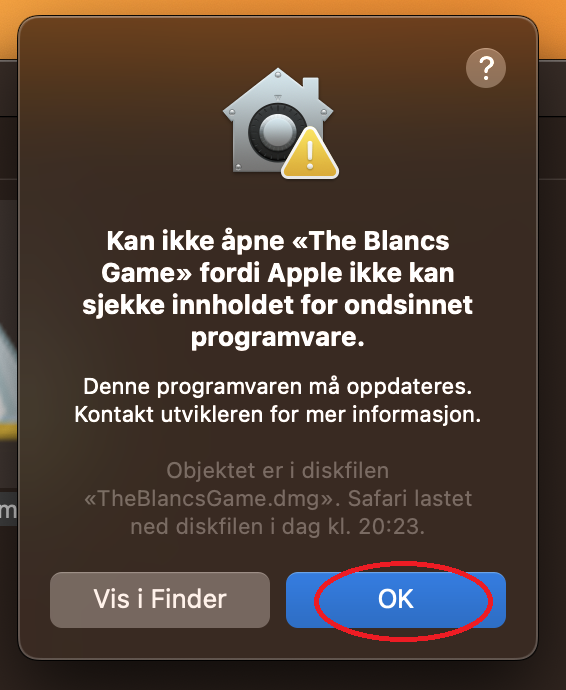 ?
Kan ikke åpne «The Blancs
Game» fordi Apple ikke kan
sjekke innholdet for ondsinnet
programvare.
Denne programvaren må oppdateres.
Kontakt utvikleren for mer informasjon.
Objektet er i diskfilen
«TheBlancsGame.dmg». Safari lastet
ned diskfilen i dag kl. 20:23.
Vis i Finder
OK